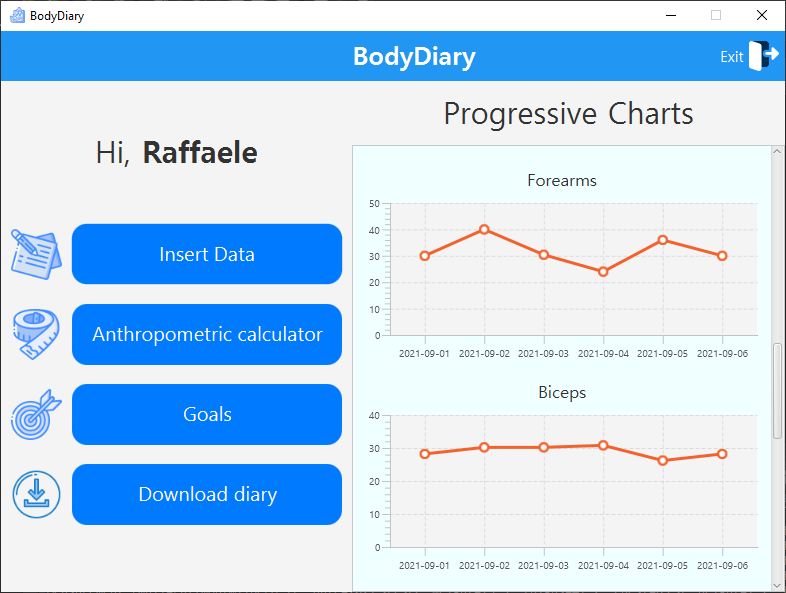 BodyDiary
BodyDiary
Exit
Hi, Raffaele
Insert Data
Anthropometric calculator
Goals
Download diary
Progressive Charts
Forearms
50
40
30
20
10
0
2021-09-01 2021-09-02 2021-09-03 2021-09-04 2021-09-05 2021-09-06
Biceps
40
30
20
10
0
2021-09-01 2021-09-02 2021-09-03 2021-09-04 2021-09-05 2021-09-06